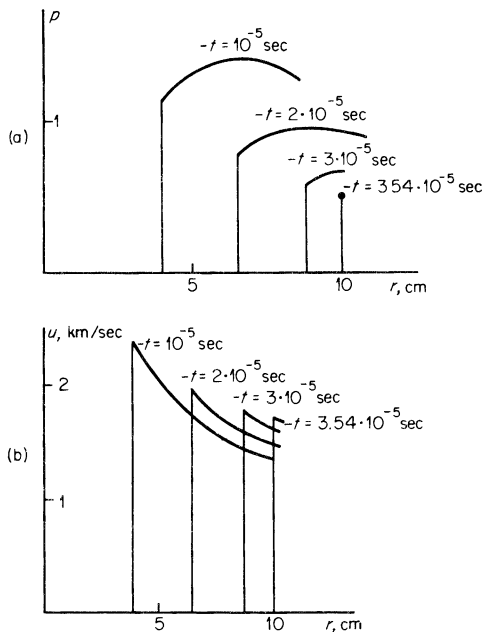 p
-t = 10⁻⁵ sec
-t = 2·10⁻⁵ sec
(a)
1
-t = 3·10⁻⁵ sec
-t = 354·10⁻⁵ sec
5
10
r, cm
u, km/sec
-t = 10⁻⁵ sec
-t = 2·10⁻⁵ sec
2
-t = 3·10⁻⁵ sec
-t = 3.54·10⁻⁵ sec
(b)
1
5
10
r, cm